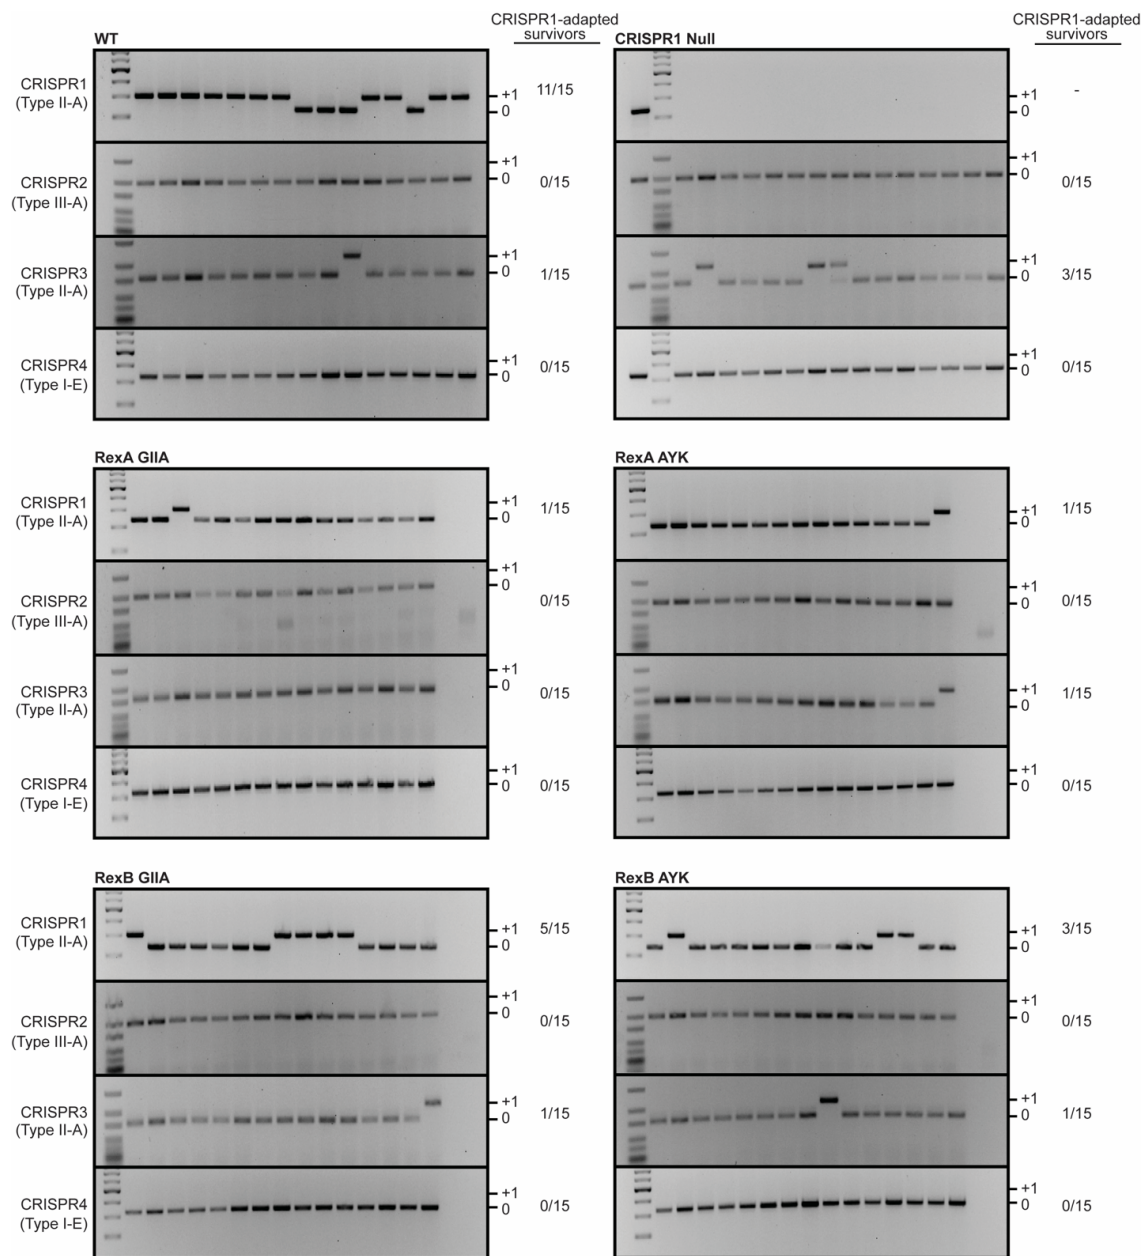 CRISPR1-adapted
survivors
WT
CRISPR1
(Type II-A)
+1
0
11/15
CRISPR2
(Type III-A)
+1
0
0/15
CRISPR3
(Type II-A)
+1
0
1/15
CRISPR4
(Type I-E)
+1
0
0/15
CRISPR1-adapted
survivors
CRISPR1 Null
+1
0
-
+1
0
0/15
+1
0
3/15
+1
0
0/15
RexA GIIA
CRISPR1
(Type II-A)
+1
0
1/15
CRISPR2
(Type III-A)
+1
0
0/15
CRISPR3
(Type II-A)
+1
0
0/15
CRISPR4
(Type I-E)
+1
0
0/15
RexA AYK
+1
0
1/15
+1
0
0/15
+1
0
1/15
+1
0
0/15
RexB GIIA
CRISPR1
(Type II-A)
+1
0
5/15
CRISPR2
(Type III-A)
+1
0
0/15
CRISPR3
(Type II-A)
+1
0
1/15
CRISPR4
(Type I-E)
+1
0
0/15
RexB AYK
+1
0
3/15
+1
0
0/15
+1
0
1/15
+1
0
0/15